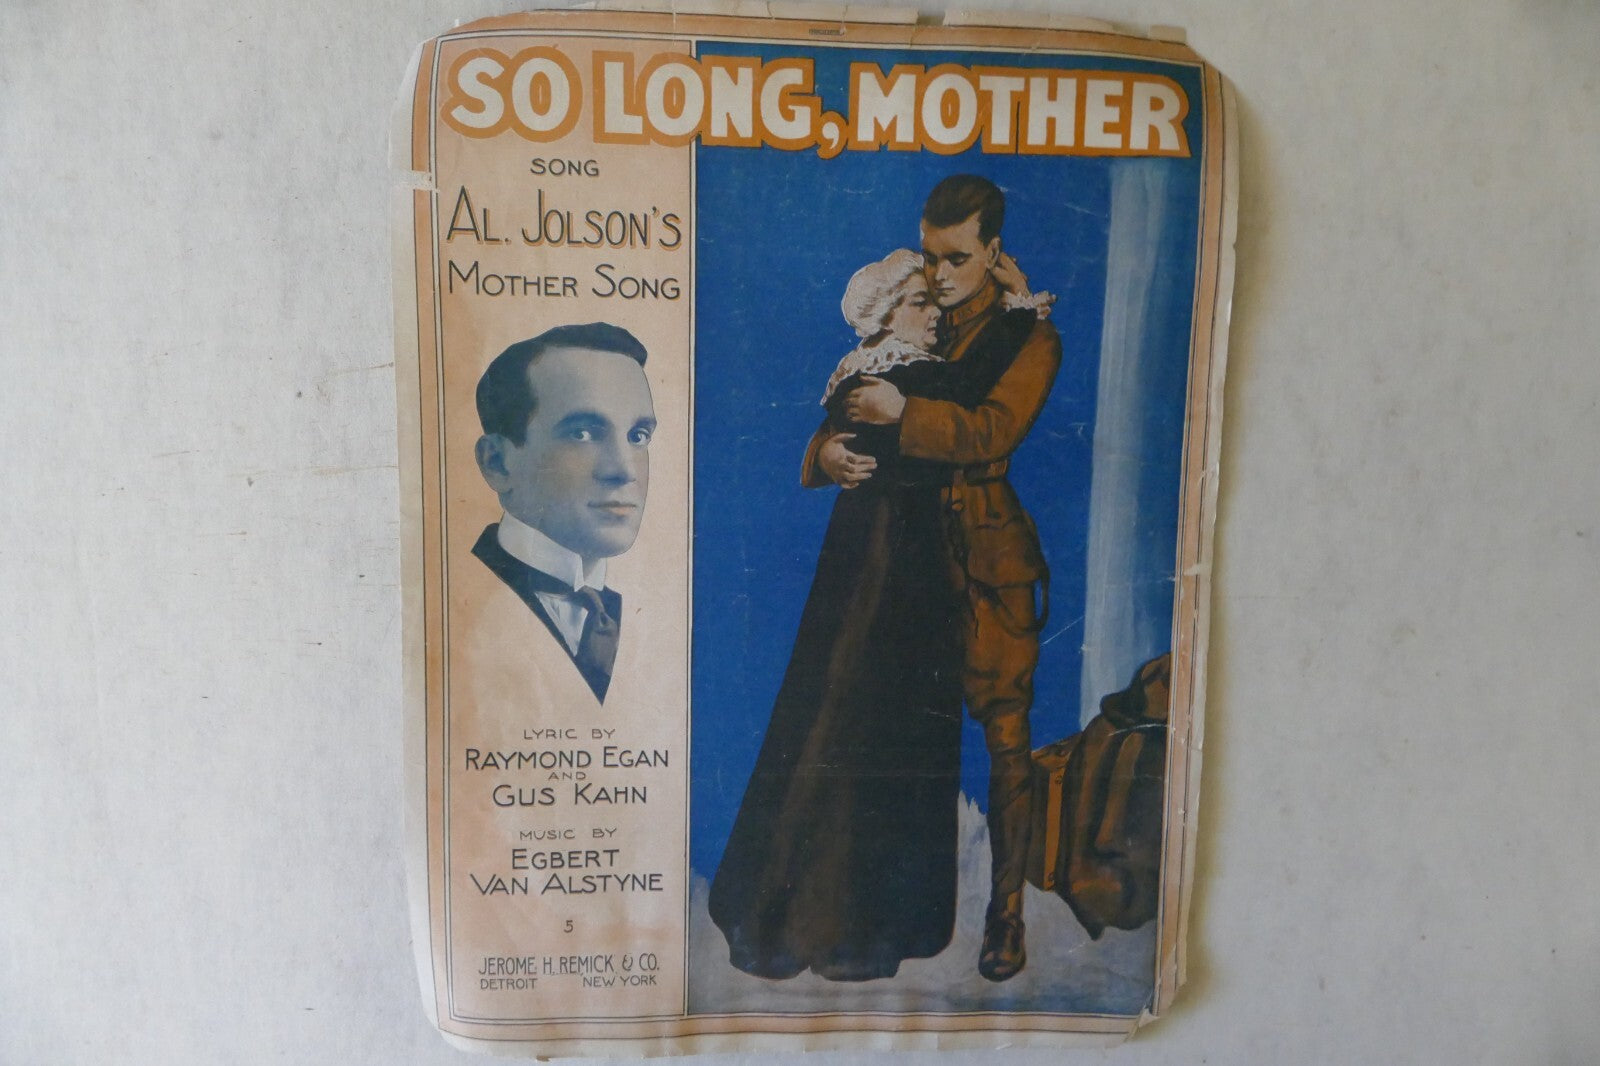 SO LONG, MOTHER
SONG
AL. JOLSON'S
MOTHER SONG
LYRIC BY
RAYMOND EGAN
AND
GUS KAHN
MUSIC BY
EGBERT
VAN ALSTYNE
5
JEROME H. REMICK & CO.
DETROIT NEW YORK